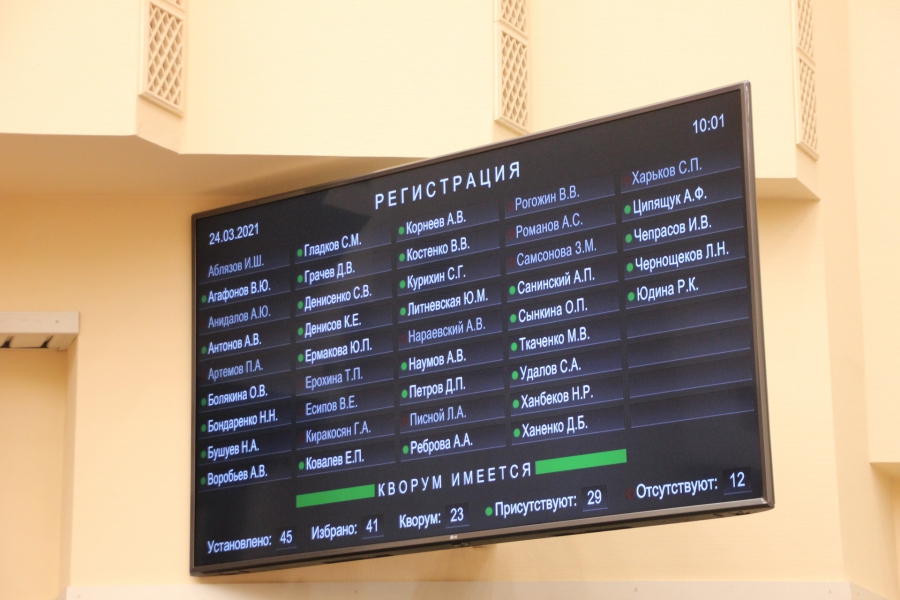 10:01
РЕГИСТРАЦИЯ
24.03.2021
Аблязов И.Ш.
Агафонов В.Ю.
Анидалов А.Ю.
Антонов А.В.
Артемов П.А.
Болякина О.В.
Бондаренко Н.Н.
Бушуев Н.А.
Воробьев А.В.
Гладков С.М.
Грачев Д.В.
Денисенко С.В.
Денисов К.Е.
Ермакова Ю.П.
Ерохина Т.П.
Есипов В.Е.
Киракосян Г.А.
Ковалев Е.П.
Корнеев А.В.
Костенко В.В.
Курихин С.Г.
Литневская Ю.М.
Нараевский А.В.
Наумов А.В.
Петров Д.П.
Писной Л.А.
Реброва А.А.
Рогожин В.В.
Романов А.С.
Самсонова З.М.
Санинский А.П.
Сынкина О.П.
Ткаченко М.В.
Удалов С.А.
Ханбеков Н.Р.
Ханенко Д.Б.
Харьков С.П.
Ципящук А.Ф.
Чепрасов И.В.
Чернощеков Л.Н.
Юдина Р.К.
КВОРУМ ИМЕЕТСЯ
Установлено: 45 Избрано: 41 Кворум: 23 Присутствуют: 29 Отсутствуют: 12
LG